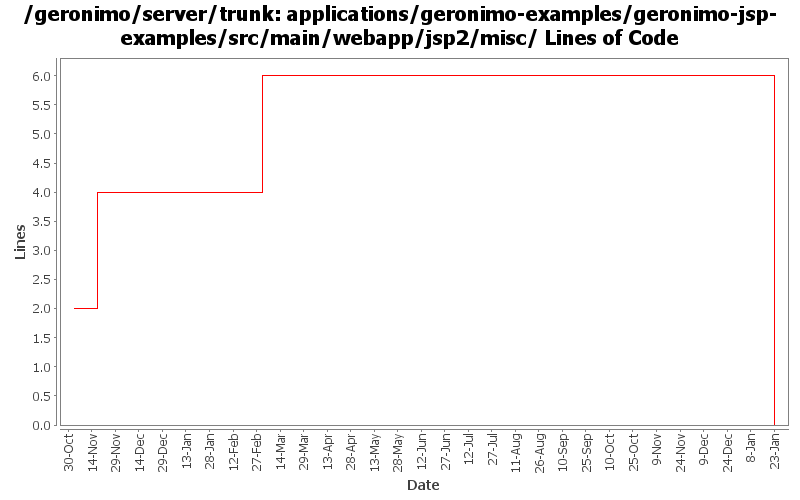 /geronimo/server/trunk: applications/geronimo-examples/geronimo-jsp-
examples/src/main/webapp/jsp2/misc/ Lines of Code
6.0
5.5
5.0
4.5
4.0
3.5
3.0
2.5
2.0
1.5
1.0
0.5
0.0
Lines
30-Oct
14-Nov
29-Nov
14-Dec
29-Dec
13-Jan
28-Jan
12-Feb
27-Feb
14-Mar
29-Mar
13-Apr
28-Apr
13-May
28-May
12-Jun
27-Jun
12-Jul
27-Jul
11-Aug
26-Aug
10-Sep
25-Sep
10-Oct
25-Oct
9-Nov
24-Nov
9-Dec
24-Dec
8-Jan
23-Jan
Date